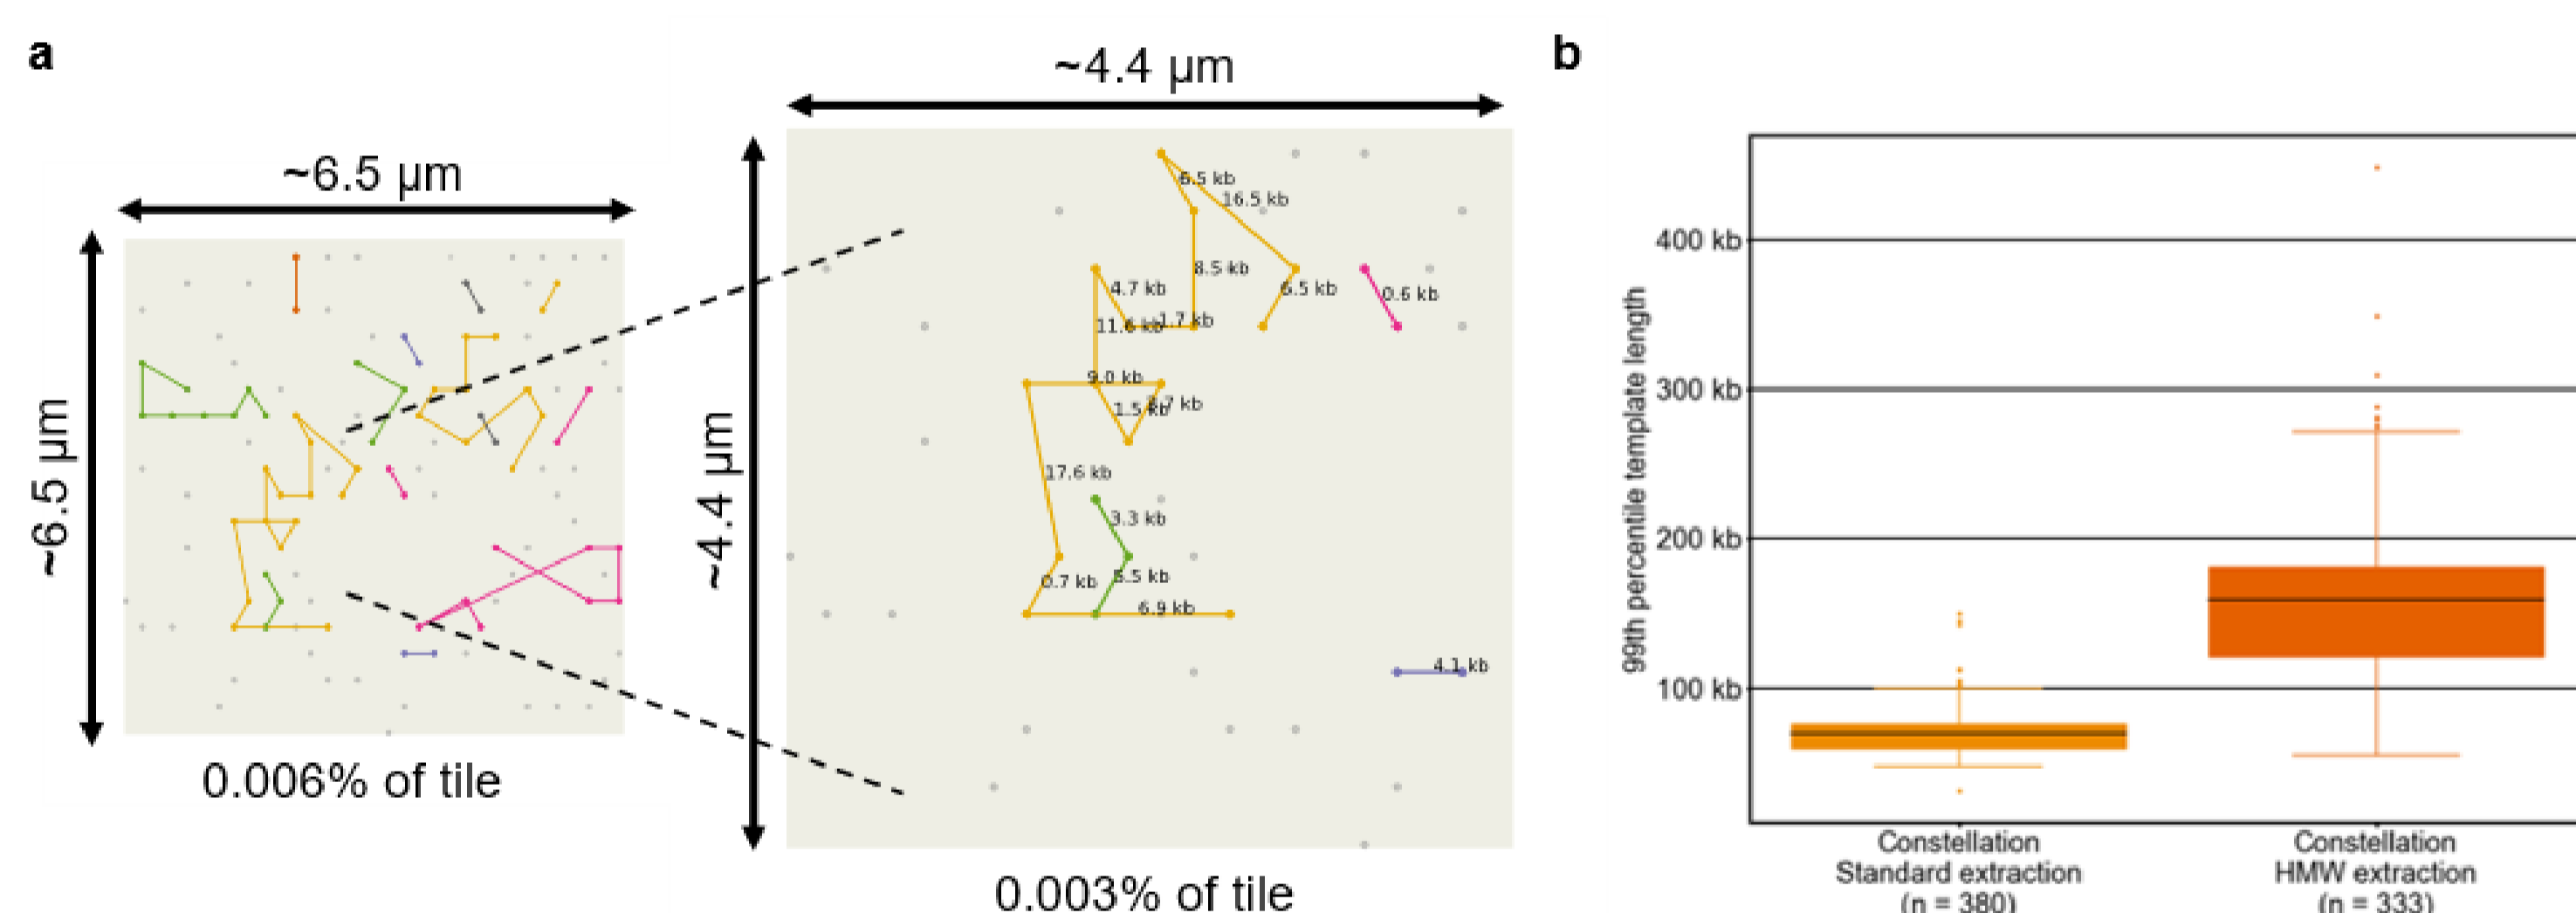 a
~6.5 µm
~6.5 µm
0.006% of tile
~4.4 µm
~4.4 µm
6.5 kb
16.5 kb
8.5 kb
4.7 kb
6.5 kb
0.6 kb
11.6 kb
1.7 kb
9.0 kb
1.5 kb
7 kb
17.6 kb
3.3 kb
0.7 kb
5.5 kb
6.9 kb
4.1 kb
0.003% of tile
b
99th percentile template length
400 kb
300 kb
200 kb
100 kb
Constellation
Standard extraction
(n = 380)
Constellation
HMW extraction
(n = 333)